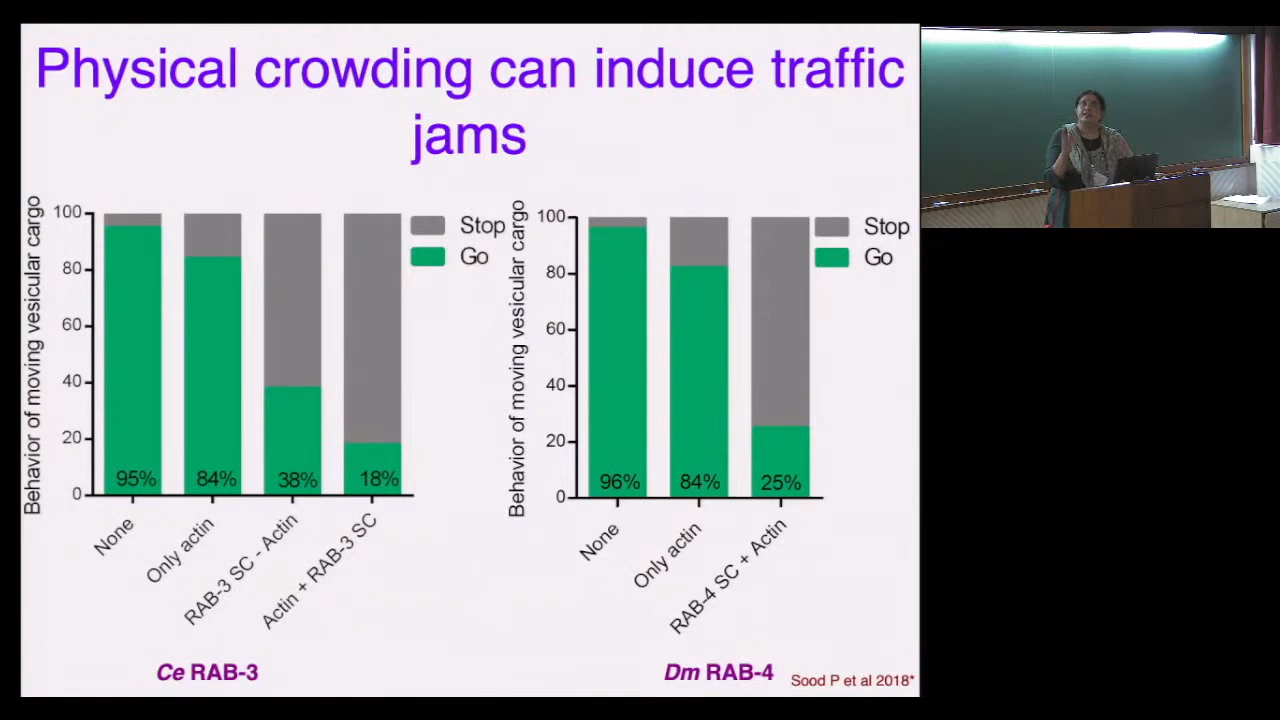 Physical crowding can induce traffic
jams
Behavior of moving vesicular cargo
100
80
60
40
20
0
95%
84%
38%
18%
None
Only actin
RAB-3 SC - Actin
Actin + RAB-3 SC
Stop
Go
Ce RAB-3
Behavior of moving vesicular cargo
100
80
60
40
20
0
96%
84%
25%
None
Only actin
RAB-4 SC + Actin
Stop
Go
Dm RAB-4
Sood P et al 2018*